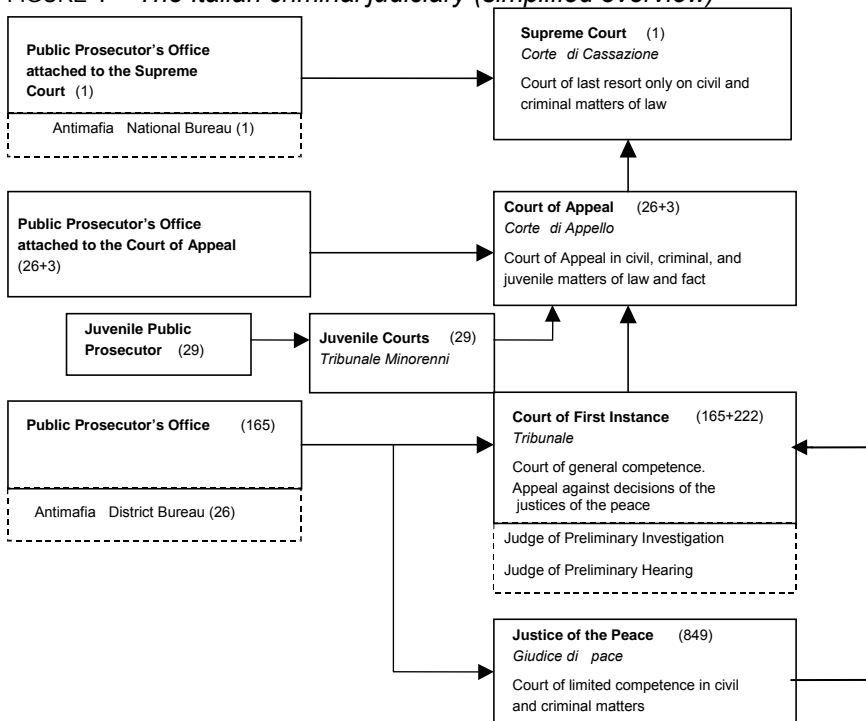 FIGURE 1 – The Italian criminal judiciary (simplified overview)
Public Prosecutor's Office
attached to the Supreme
Court (1)
Antimafia National Bureau (1)
Supreme Court (1)
Corte di Cassazione
Court of last resort only on civil and
criminal matters of law
Public Prosecutor's Office
attached to the Court of Appeal
(26+3)
Court of Appeal (26+3)
Corte di Appello
Court of Appeal in civil, criminal, and
juvenile matters of law and fact
Juvenile Public
Prosecutor (29)
Juvenile Courts (29)
Tribunale Minorenni
Public Prosecutor's Office (165)
Antimafia District Bureau (26)
Court of First Instance (165+222)
Tribunale
Court of general competence.
Appeal against decisions of the
justices of the peace
Judge of Preliminary Investigation
Judge of Preliminary Hearing
Justice of the Peace (849)
Giudice di pace
Court of limited competence in civil
and criminal matters